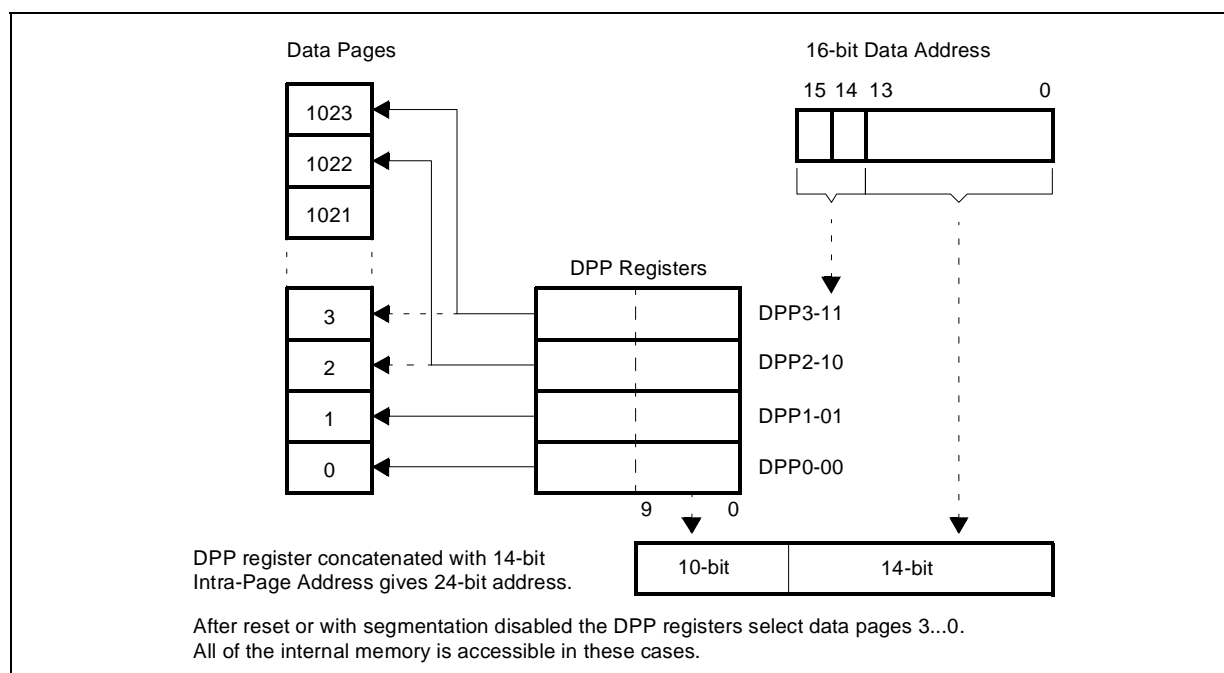 Data Pages
16-bit Data Address
15 14 13 0
1023
1022
1021
DPP Registers
3
DPP3-11
2
DPP2-10
1
DPP1-01
0
DPP0-00
9 0
DPP register concatenated with 14-bit
Intra-Page Address gives 24-bit address.
10-bit
14-bit
After reset or with segmentation disabled the DPP registers select data pages 3...0.
All of the internal memory is accessible in these cases.